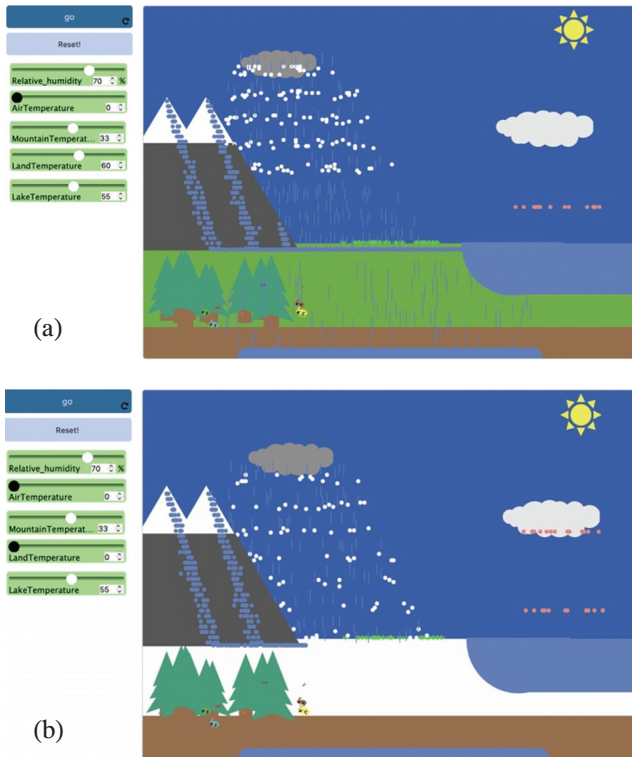 go
Reset!
Relative_humidity 70 %
AirTemperature 0
MountainTemperat... 33
LandTemperature 60
LakeTemperature 55
(a)
go
Reset!
Relative_humidity 70 %
AirTemperature 0
MountainTemperat... 33
LandTemperature 0
LakeTemperature 55
(b)